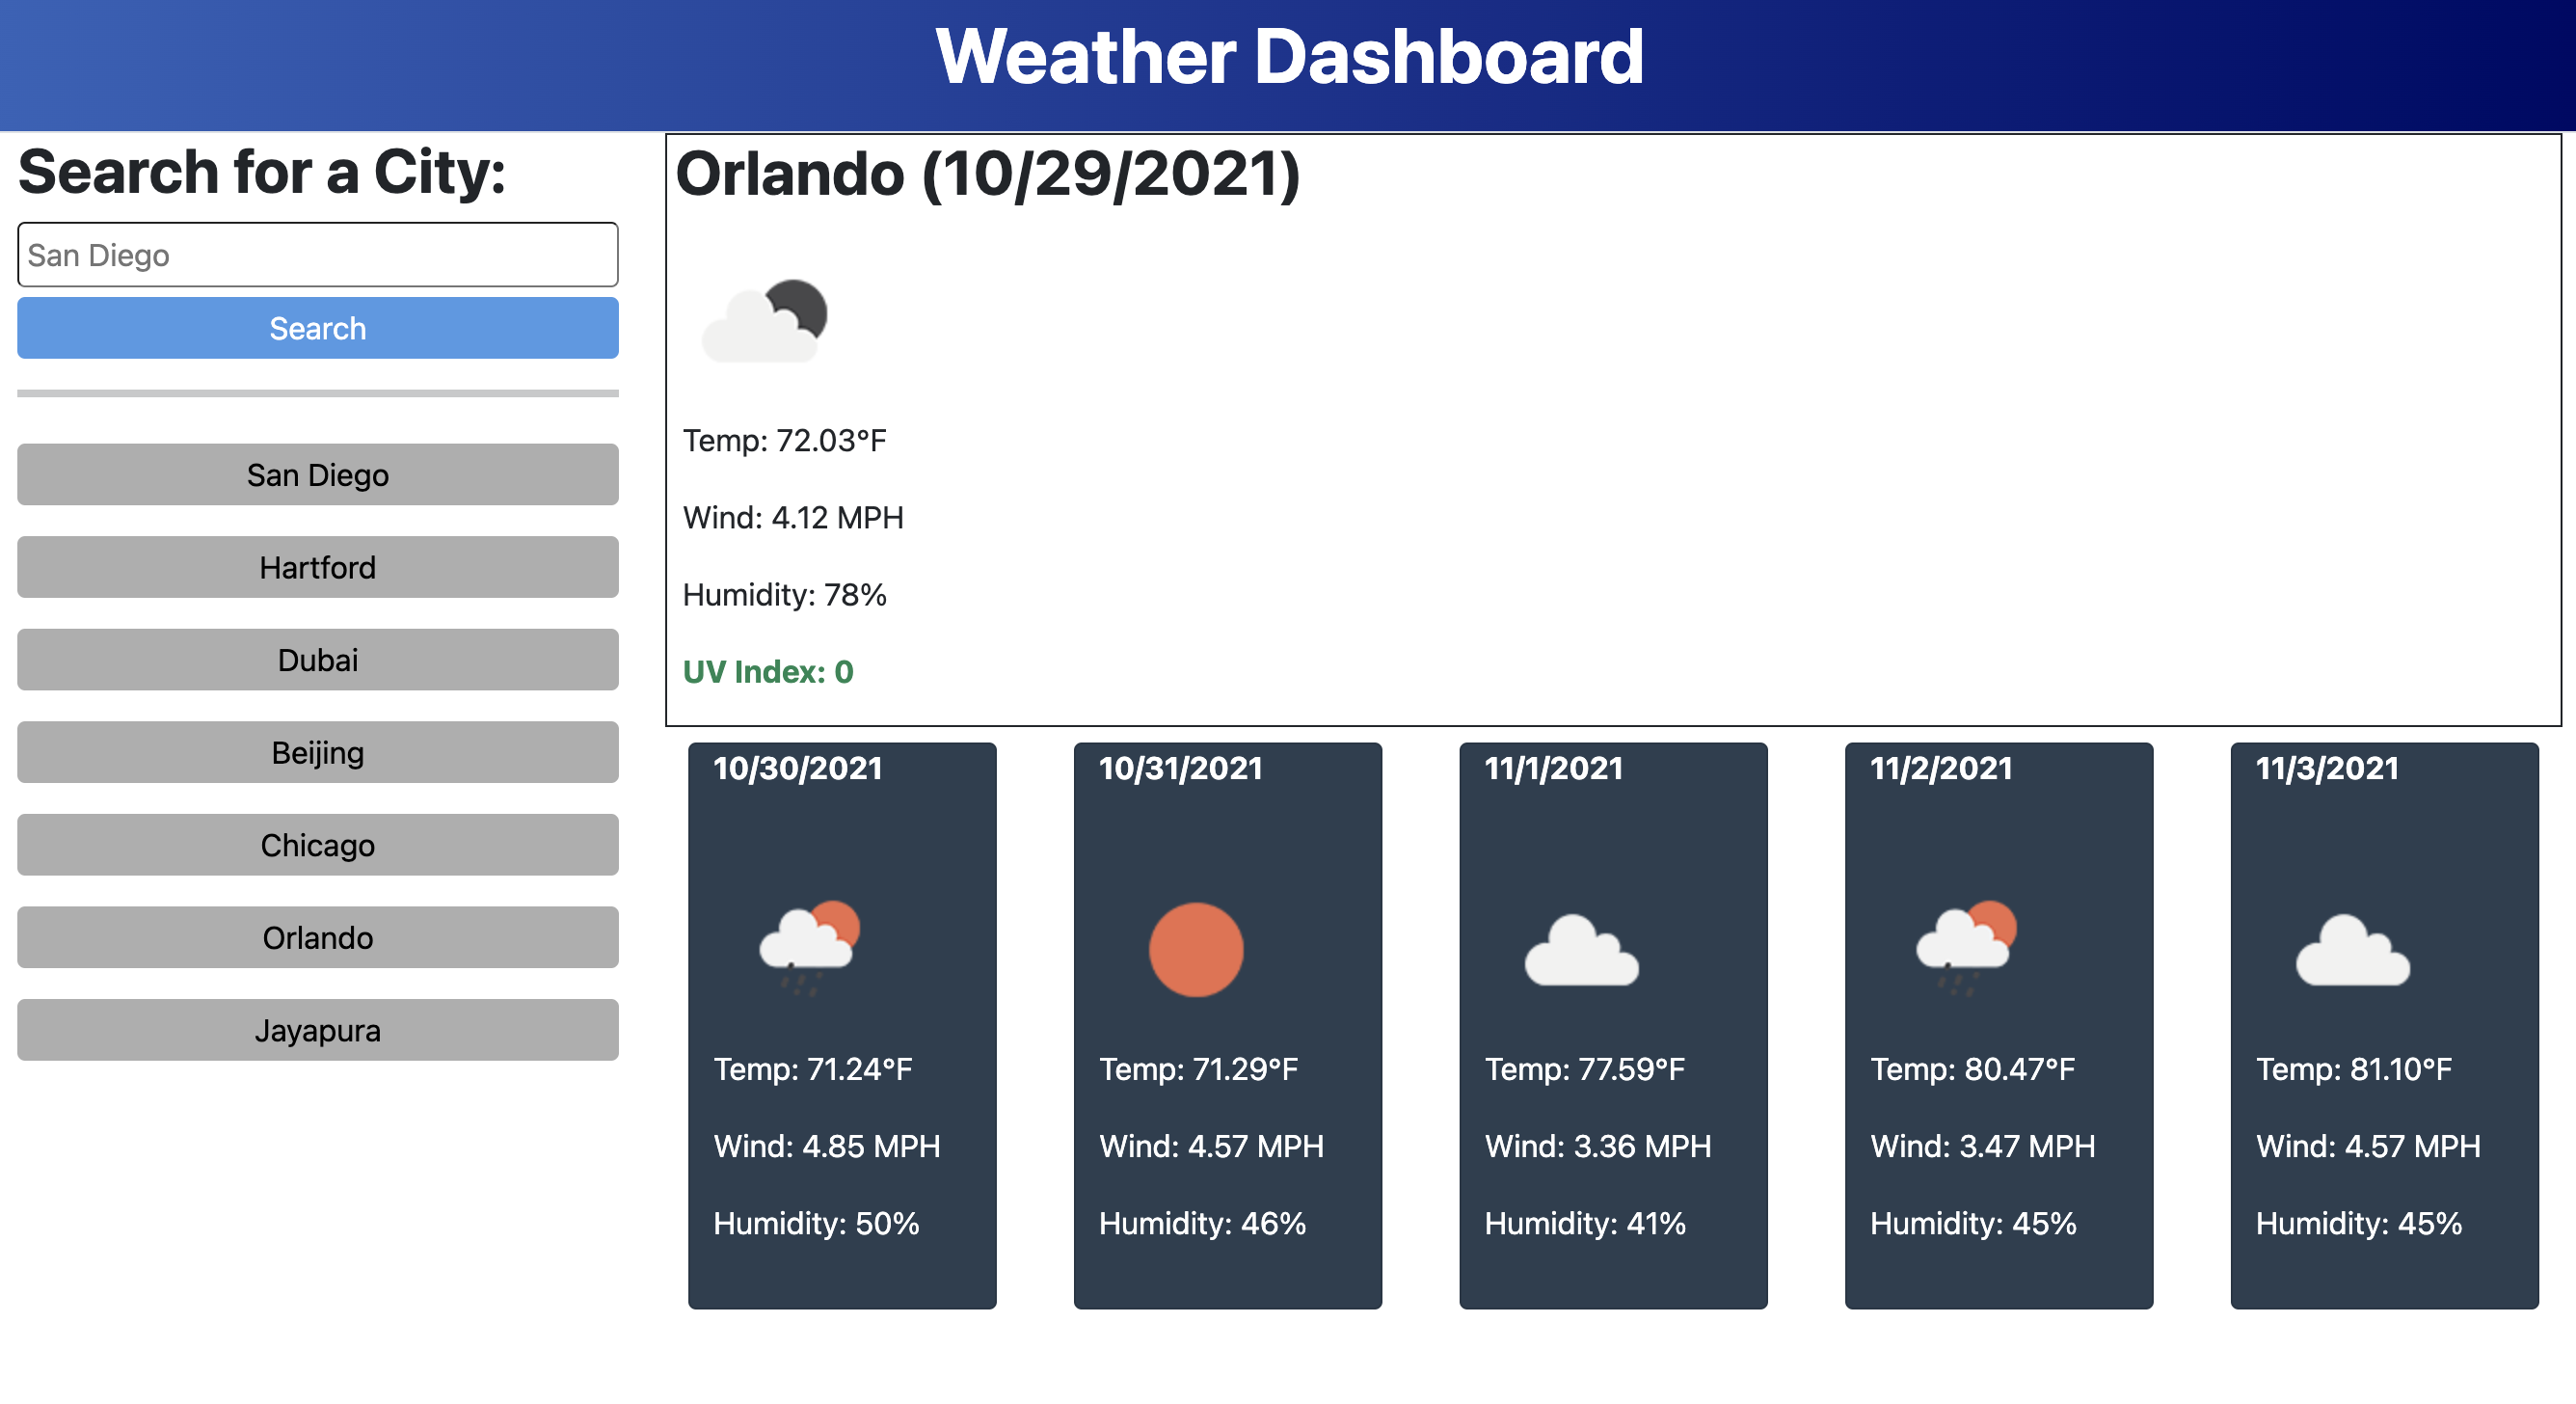 Weather Dashboard
Search for a City:
San Diego
Search
San Diego
Hartford
Dubai
Beijing
Chicago
Orlando
Jayapura
Orlando (10/29/2021)
Temp: 72.03°F
Wind: 4.12 MPH
Humidity: 78%
UV Index: 0
10/30/2021
Temp: 71.24°F
Wind: 4.85 MPH
Humidity: 50%
10/31/2021
Temp: 71.29°F
Wind: 4.57 MPH
Humidity: 46%
11/1/2021
Temp: 77.59°F
Wind: 3.36 MPH
Humidity: 41%
11/2/2021
Temp: 80.47°F
Wind: 3.47 MPH
Humidity: 45%
11/3/2021
Temp: 81.10°F
Wind: 4.57 MPH
Humidity: 45%